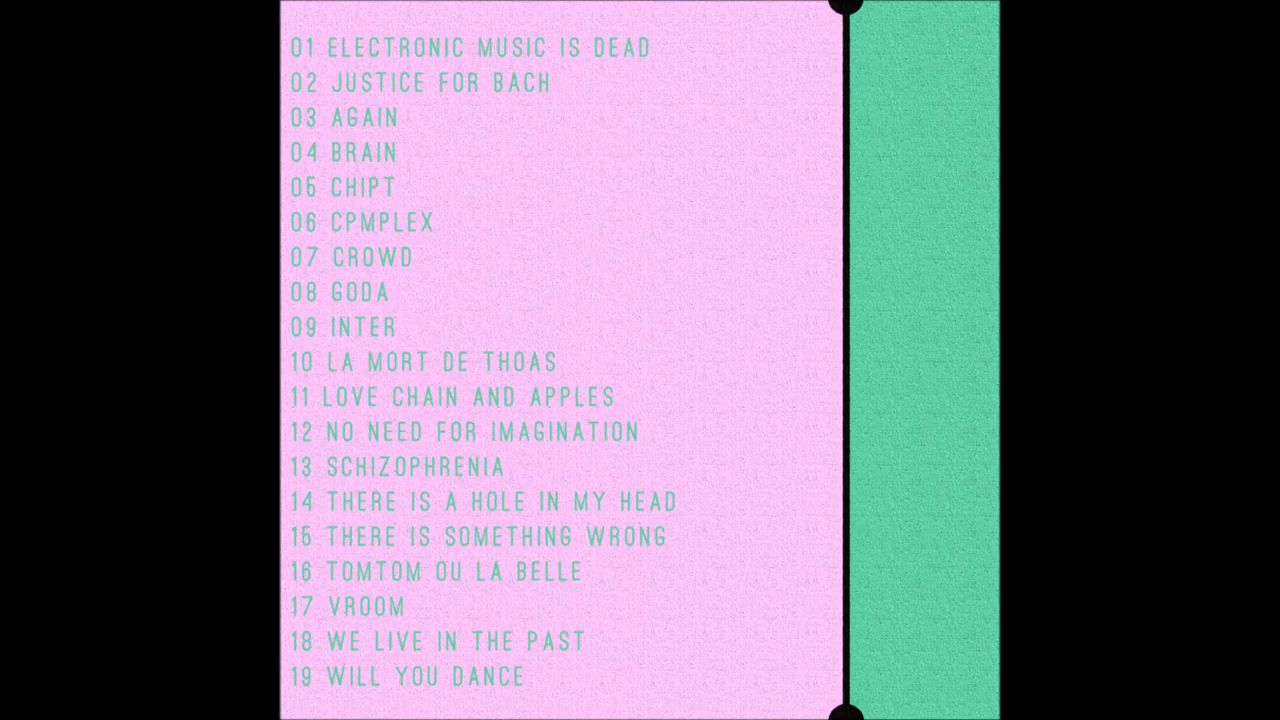 01 ELECTRONIC MUSIC IS DEAD
02 JUSTICE FOR BACH
03 AGAIN
04 BRAIN
05 CHIPT
06 CPMPLEX
07 CROWD
08 GODA
09 INTER
10 LA MORT DE THOAS
11 LOVE CHAIN AND APPLES
12 NO NEED FOR IMAGINATION
13 SCHIZOPHRENIA
14 THERE IS A HOLE IN MY HEAD
15 THERE IS SOMETHING WRONG
16 TOMTOM OU LA BELLE
17 VROOM
18 WE LIVE IN THE PAST
19 WILL YOU DANCE